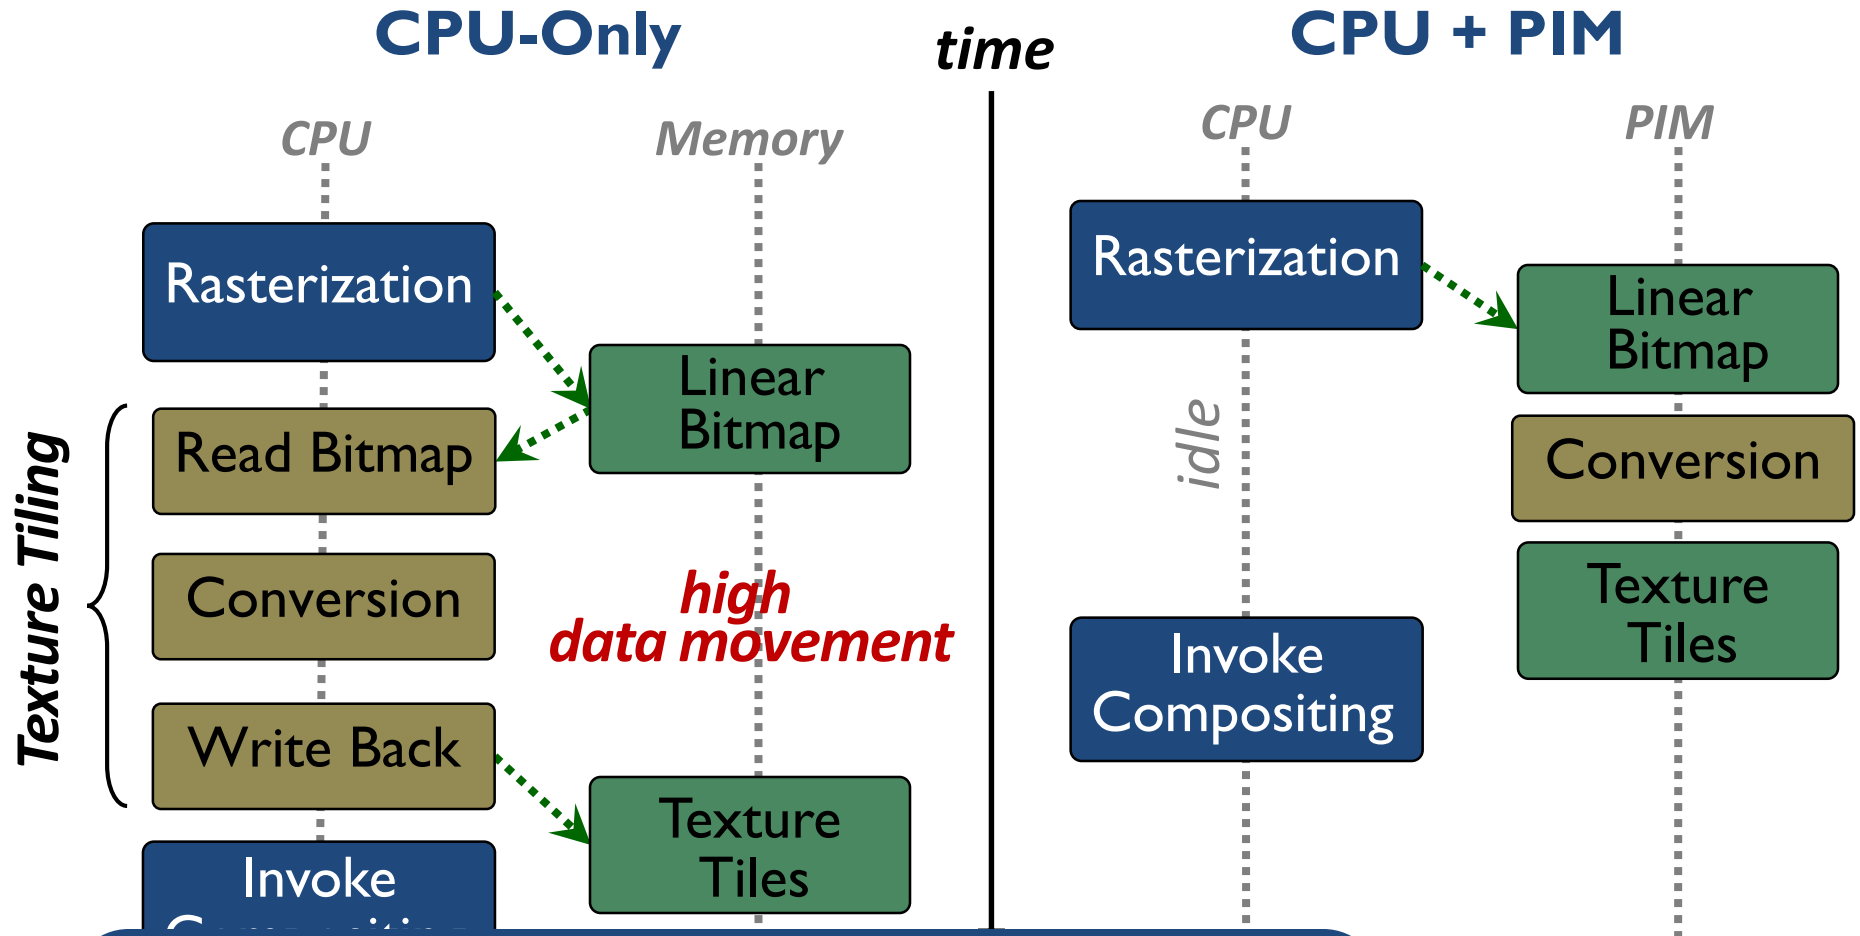 CPU-Only
time
CPU + PIM
CPU
Memory
CPU
PIM
Rasterization
Linear
Bitmap
Texture Tiling
Read Bitmap
Conversion
high
data movement
Write Back
Texture
Tiles
Invoke
Rasterization
Linear
Bitmap
idle
Conversion
Texture
Tiles
Invoke
Compositing